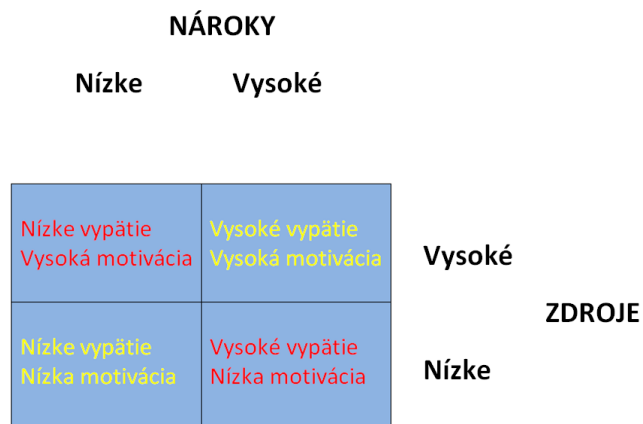 NÁROKY
Nízke Vysoké
Nízke vypätie
Vysoká motivácia
Vysoké vypätie
Vysoká motivácia
Vysoké
ZDROJE
Nízke vypätie
Nízka motivácia
Vysoké vypätie
Nízka motivácia
Nízke